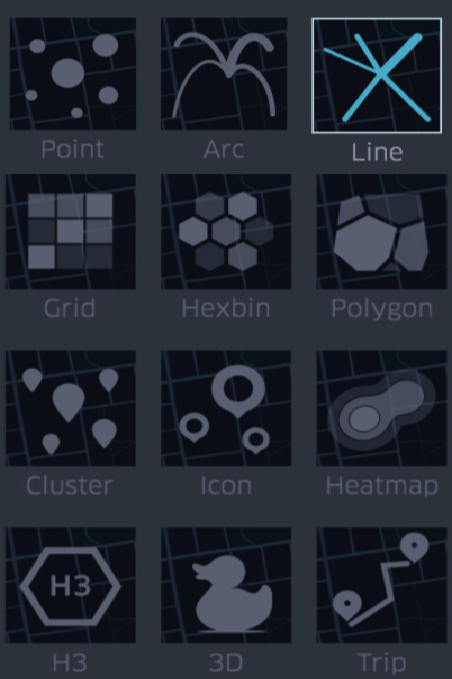 Point Arc Line
Grid Hexbin Polygon
Cluster Icon Heatmap
H3
H3 3D Trip